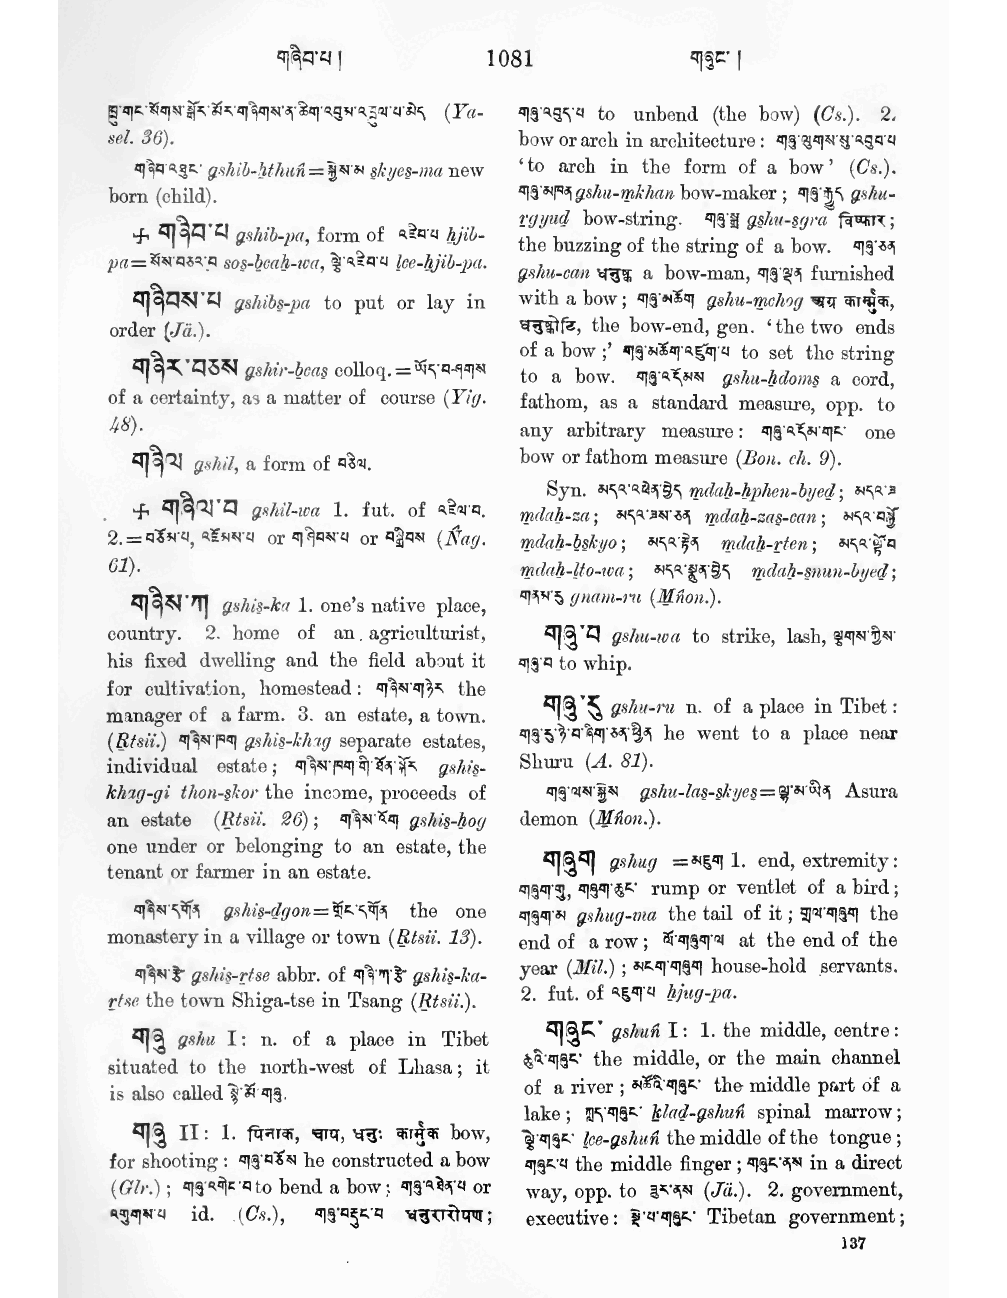 གཞིབ་པ།
1081
གཞུང་།
ཁྲུ་གང་སོགས་སྐོར་མོར་གཤིགས་ན་ཚིག་འབུམ་འདྲུལ་པ་མེད (Ya-
sel. 36).
གཞིབ་འཐུང་ gshib-ḥthuṅ=སྐྱེས་མ skyes-ma new
born (child).
+ གཞིབ་པ gshib-pa, form of འཇིབ་པ ḥjib-
pa=སོས་བཅའ་བ sos-bcaḥ-wa, ལྕེ་འཇིབ་པ lce-ḥjib-pa.
གཞིབས་པ gshibs-pa to put or lay in
order (Jä.).
གཞིར་བཅས gshir-bcas colloq.=ཡོད་བ-ཤགས
of a certainty, as a matter of course (Yig.
48).
གཞིལ gshil, a form of བཅིལ.
+ གཞིལ་བ gshil-wa 1. fut. of འཇིལ་བ.
2.=བཅོམ་པ, འཇོམས་པ or གཤིབས་པ or བསླེབས (Ñag.
61).
གཞིས་ཀ gshis-ka 1. one's native place,
country. 2. home of an agriculturist,
his fixed dwelling and the field about it
for cultivation, homestead: གཞིས་གཉེར the
manager of a farm. 3. an estate, a town.
(Rtsii.) གཞིས་ཁག gshis-khag separate estates,
individual estate; གཞིས་ཁག་གི་ཐོན་སྐོར gshis-
khag-gi thon-skor the income, proceeds of
an estate (Rtsii. 26); གཞིས་འོག gshis-ḥog
one under or belonging to an estate, the
tenant or farmer in an estate.
གཞིས་དགོན gshis-dgon=གྲོང་དགོན the one
monastery in a village or town (Rtsii. 13).
གཞིས་རྩེ gshis-rtse abbr. of གཞི་ཀ་རྩེ gshis-ka-
rtse the town Shiga-tse in Tsang (Rtsii.).
གཞུ gshu I: n. of a place in Tibet
situated to the north-west of Lhasa; it
is also called སྟེ་མོ་གཞུ.
གཞུ II: 1. पिनाक, चाप, धनुः कार्मुक bow,
for shooting: གཞུ་བཅོས he constructed a bow
(Glr.); གཞུ་འགེང་བ to bend a bow; གཞུ་འཐེན་པ or
འགུགས་པ id. (Cs.), གཞུ་བརྡུང་བ धनुरारोपण;
གཞུ་འབུད་པ to unbend (the bow) (Cs.). 2.
bow or arch in architecture: གཞུ་ལུགས་སུ་འབུབ་པ
'to arch in the form of a bow' (Cs.).
གཞུ་མཁན gshu-mkhan bow-maker; གཞུ་རྒྱུད gshu-
rgyud bow-string. གཞུ་སྒྲ gshu-sgra विष्फार;
the buzzing of the string of a bow. གཞུ་ཅན
gshu-can धनुष्क a bow-man, གཞུ་ལྡན furnished
with a bow; གཞུ་མཆོག gshu-mchog अग्र कार्मुक,
धनुष्कोटि, the bow-end, gen. 'the two ends
of a bow;' གཞུ་མཆོག་འཛུག་པ to set the string
to a bow. གཞུ་འདོམས gshu-ḥdoms a cord,
fathom, as a standard measure, opp. to
any arbitrary measure: གཞུ་འདོམ་གང་ one
bow or fathom measure (Bon. ch. 9).
Syn. མདའ་འཕེན་བྱེད mdaḥ-ḥphen-byed; མདའ་ཟ
mdaḥ-za; མདའ་ཟས་ཅན mdaḥ-zas-can; མདའ་བསྐྱོ
mdaḥ-bskyo; མདའ་རྟེན mdaḥ-rten; མདའ་ལྟོ་བ
mdaḥ-lto-wa; མདའ་སྣུན་བྱེད mdaḥ-snun-byed;
གནམ་རུ gnam-ru (Mṅon.).
གཞུ་བ gshu-wa to strike, lash, ལྕགས་ཀྱིས་
གཞུ་བ to whip.
གཞུ་རུ gshu-ru n. of a place in Tibet:
གཞུ་རུ་ཉེ་བ་ཞིག་ཅན་ཕྱིན he went to a place near
Shuru (A. 81).
གཞུ་ལས་སྐྱེས gshu-las-skyes=ལྷ་མ་ཡིན Asura
demon (Mṅon.).
གཞུག gshug =མཇུག 1. end, extremity:
གཞུག་གུ, གཞུག་ཆུང་ rump or ventlet of a bird;
གཞུག་མ gshug-ma the tail of it; གྲལ་གཞུག the
end of a row; ལོ་གཞུག་ལ at the end of the
year (Mil.); མངག་གཞུག house-hold servants.
2. fut. of འཇུག་པ ḥjug-pa.
གཞུང་ gshuṅ I: 1. the middle, centre:
ཆུའི་གཞུང་ the middle, or the main channel
of a river; མཚོའི་གཞུང་ the middle part of a
lake; ཀླད་གཞུང་ klad-gshuṅ spinal marrow;
ལྕེ་གཞུང་ lce-gshuṅ the middle of the tongue;
གཞུང་པ the middle finger; གཞུང་ནས in a direct
way, opp. to ཟུར་ནས (Jä.). 2. government,
executive: སྡེ་པ་གཞུང་ Tibetan government;
137